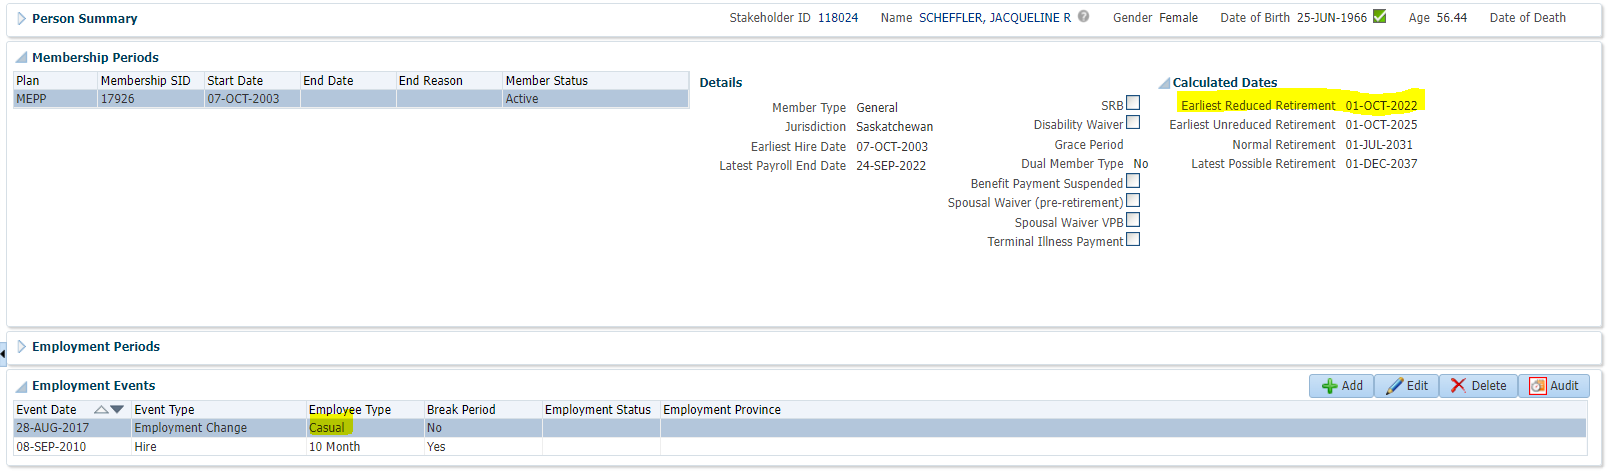 Person Summary Stakeholder ID 118024 Name SCHEFFLER, JACQUELINE R Gender Female Date of Birth 25-JUN-1966 Age 56.44 Date of Death
Membership Periods
Plan Membership SID Start Date End Date End Reason Member Status
MEPP 17926 07-OCT-2003 Active
Details
Member Type General
Jurisdiction Saskatchewan
Earliest Hire Date 07-OCT-2003
Latest Payroll End Date 24-SEP-2022
SRB
Disability Waiver
Grace Period
Dual Member Type No
Benefit Payment Suspended
Spousal Waiver (pre-retirement)
Spousal Waiver VPB
Terminal Illness Payment
Calculated Dates
Earliest Reduced Retirement 01-OCT-2022
Earliest Unreduced Retirement 01-OCT-2025
Normal Retirement 01-JUL-2031
Latest Possible Retirement 01-DEC-2037
Employment Periods
Employment Events Add Edit Delete Audit
Event Date Event Type Employee Type Break Period Employment Status Employment Province
28-AUG-2017 Employment Change Casual No
08-SEP-2010 Hire 10 Month Yes